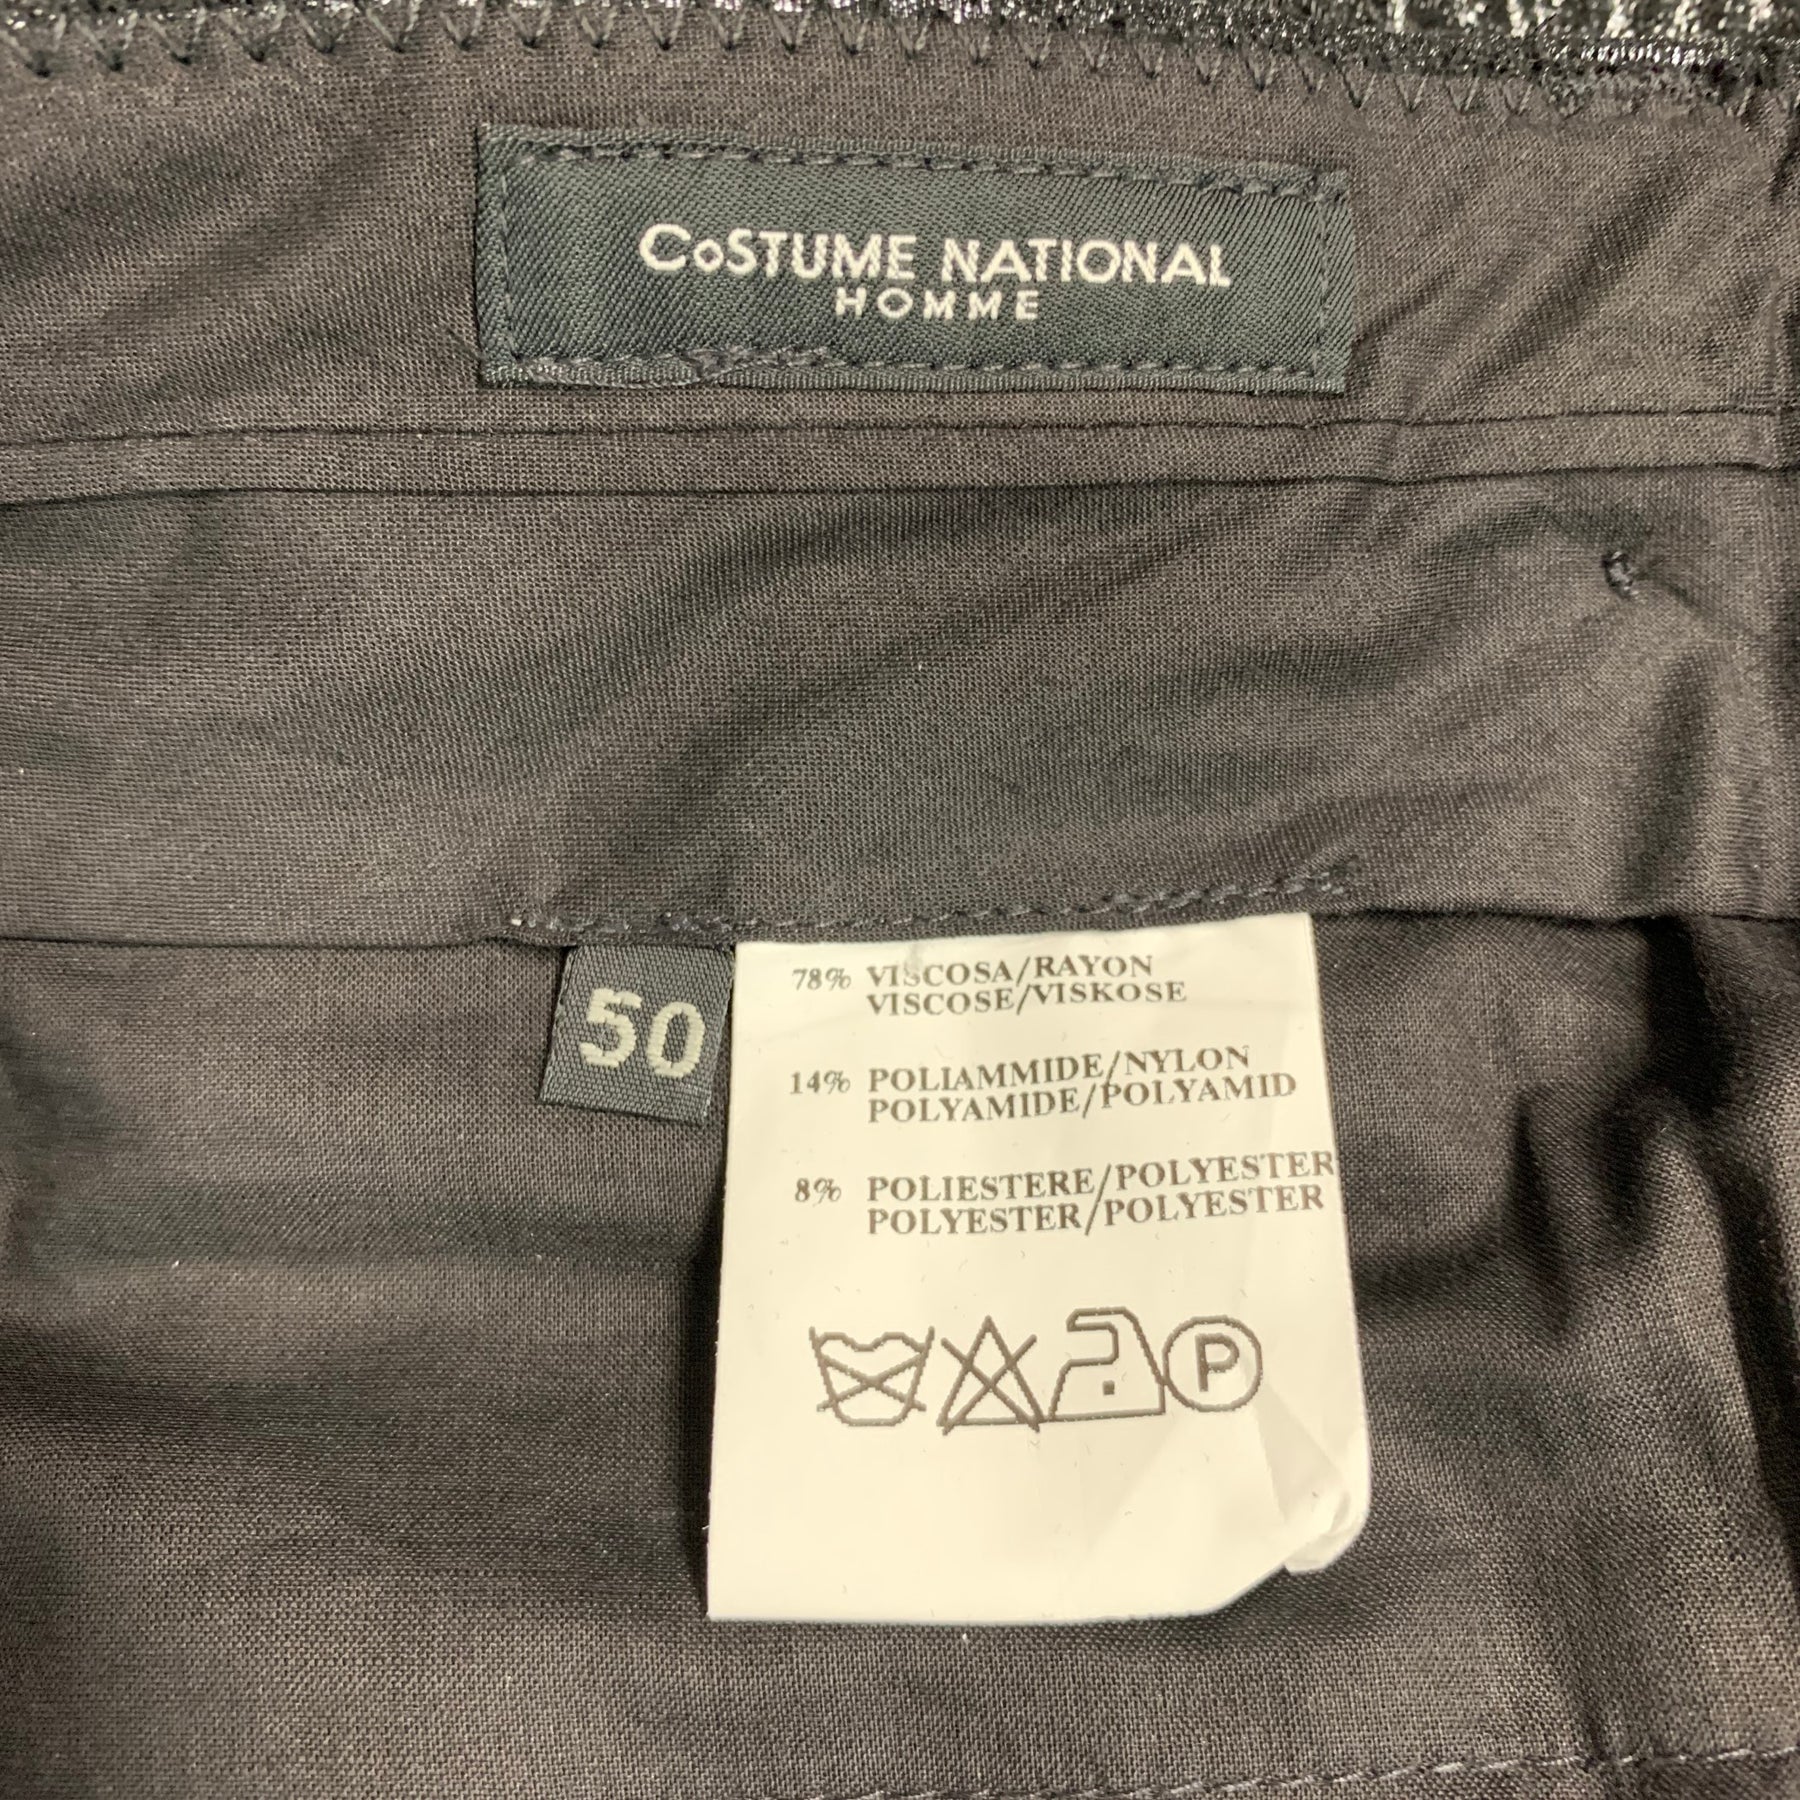 CoSTUME NATIONAL
HOMME
50
78% VISCOSA/RAYON
VISCOSE/VISKOSE
14% POLIAMMIDE/NYLON
POLYAMIDE/POLYAMID
8% POLIESTERE/POLYESTER
POLYESTER/POLYESTER
P